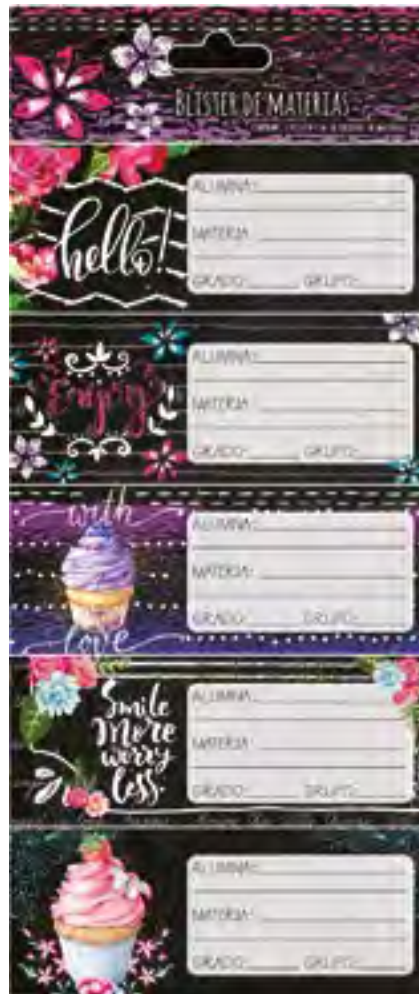 BLÍSTER DE MATERIAS
hello!
ALUMNA:
MATERIA:
GRADO: GRUPO:
Enjoy
ALUMNA:
MATERIA:
GRADO: GRUPO:
with
love
ALUMNA:
MATERIA:
GRADO: GRUPO:
Smile
More
worry
less.
ALUMNA:
MATERIA:
GRADO: GRUPO:
ALUMNA:
MATERIA:
GRADO: GRUPO: